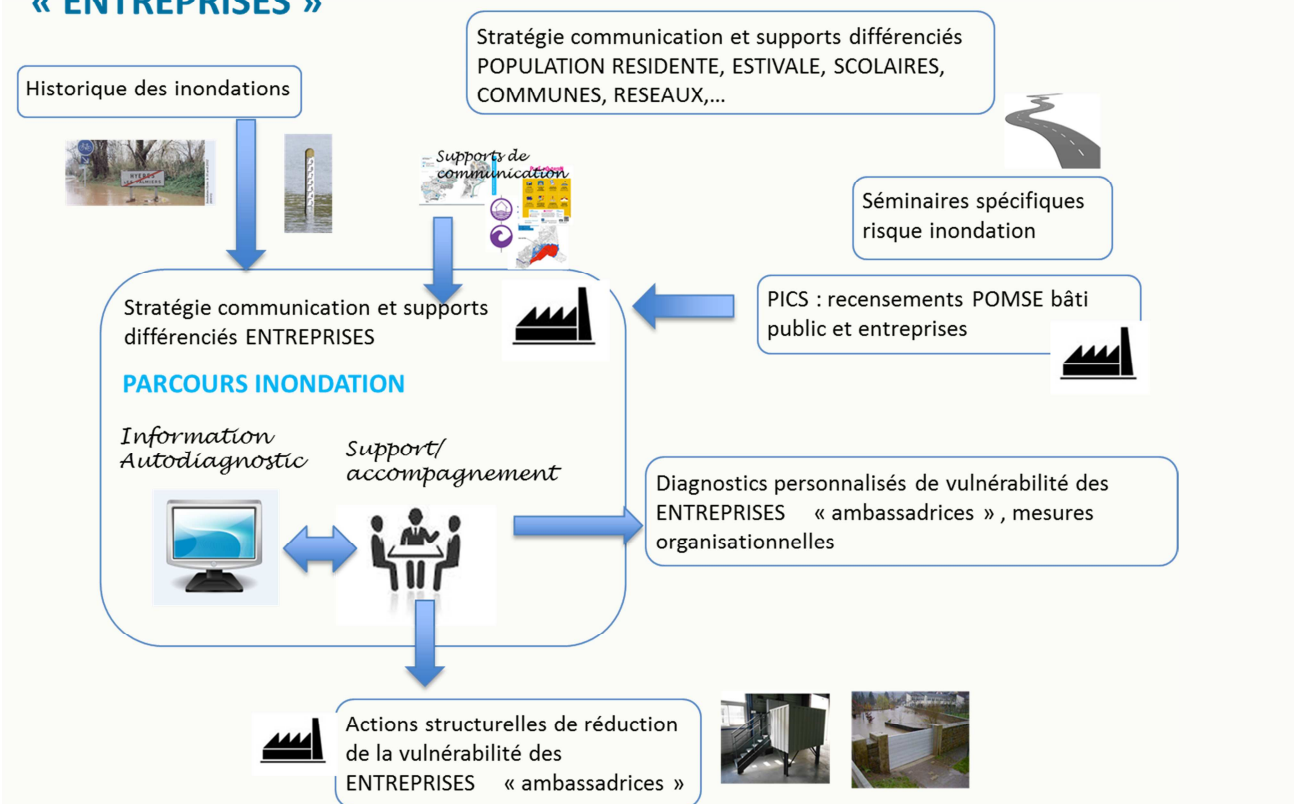 « ENTREPRISES »
Stratégie communication et supports différenciés
POPULATION RESIDENTE, ESTIVALE, SCOLAIRES,
COMMUNES, RESEAUX,...
Historique des inondations
HYERES
LES PALMIERS
Supports de
communication
Séminaires spécifiques
risque inondation
Stratégie communication et supports
différenciés ENTREPRISES
PICS : recensements POMSE bâti
public et entreprises
PARCOURS INONDATION
Information
Autodiagnostic
Support/
accompagnement
Diagnostics personnalisés de vulnérabilité des
ENTREPRISES « ambassadrices » , mesures
organisationnelles
Actions structurelles de réduction
de la vulnérabilité des
ENTREPRISES « ambassadrices »